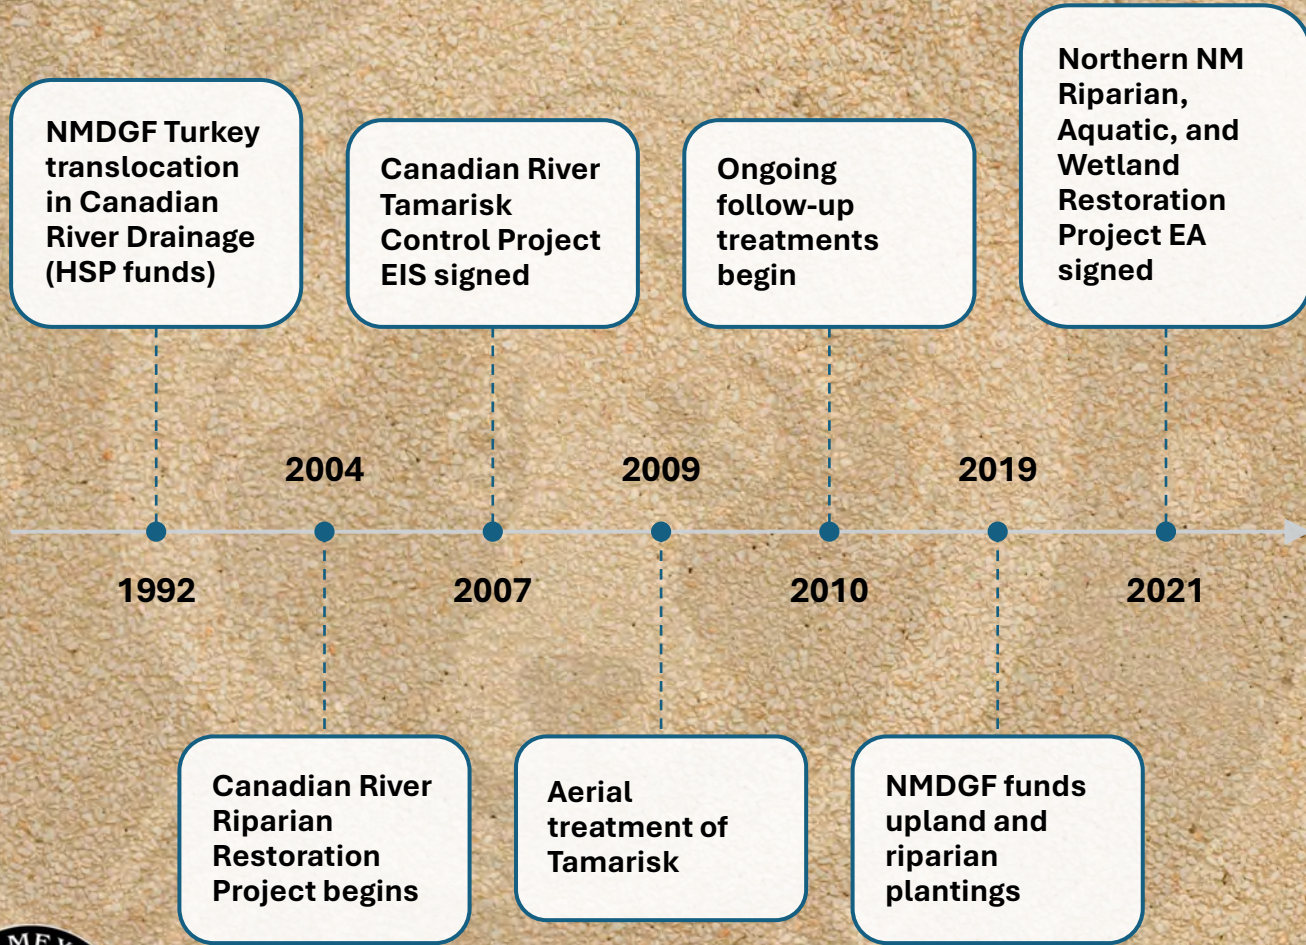 NMDGF Turkey
translocation
in Canadian
River Drainage
(HSP funds)
Canadian River
Tamarisk
Control Project
EIS signed
Ongoing
follow-up
treatments
begin
Northern NM
Riparian,
Aquatic, and
Wetland
Restoration
Project EA
signed
2004
2009
2019
1992
2007
2010
2021
Canadian River
Riparian
Restoration
Project begins
Aerial
treatment of
Tamarisk
NMDGF funds
upland and
riparian
plantings